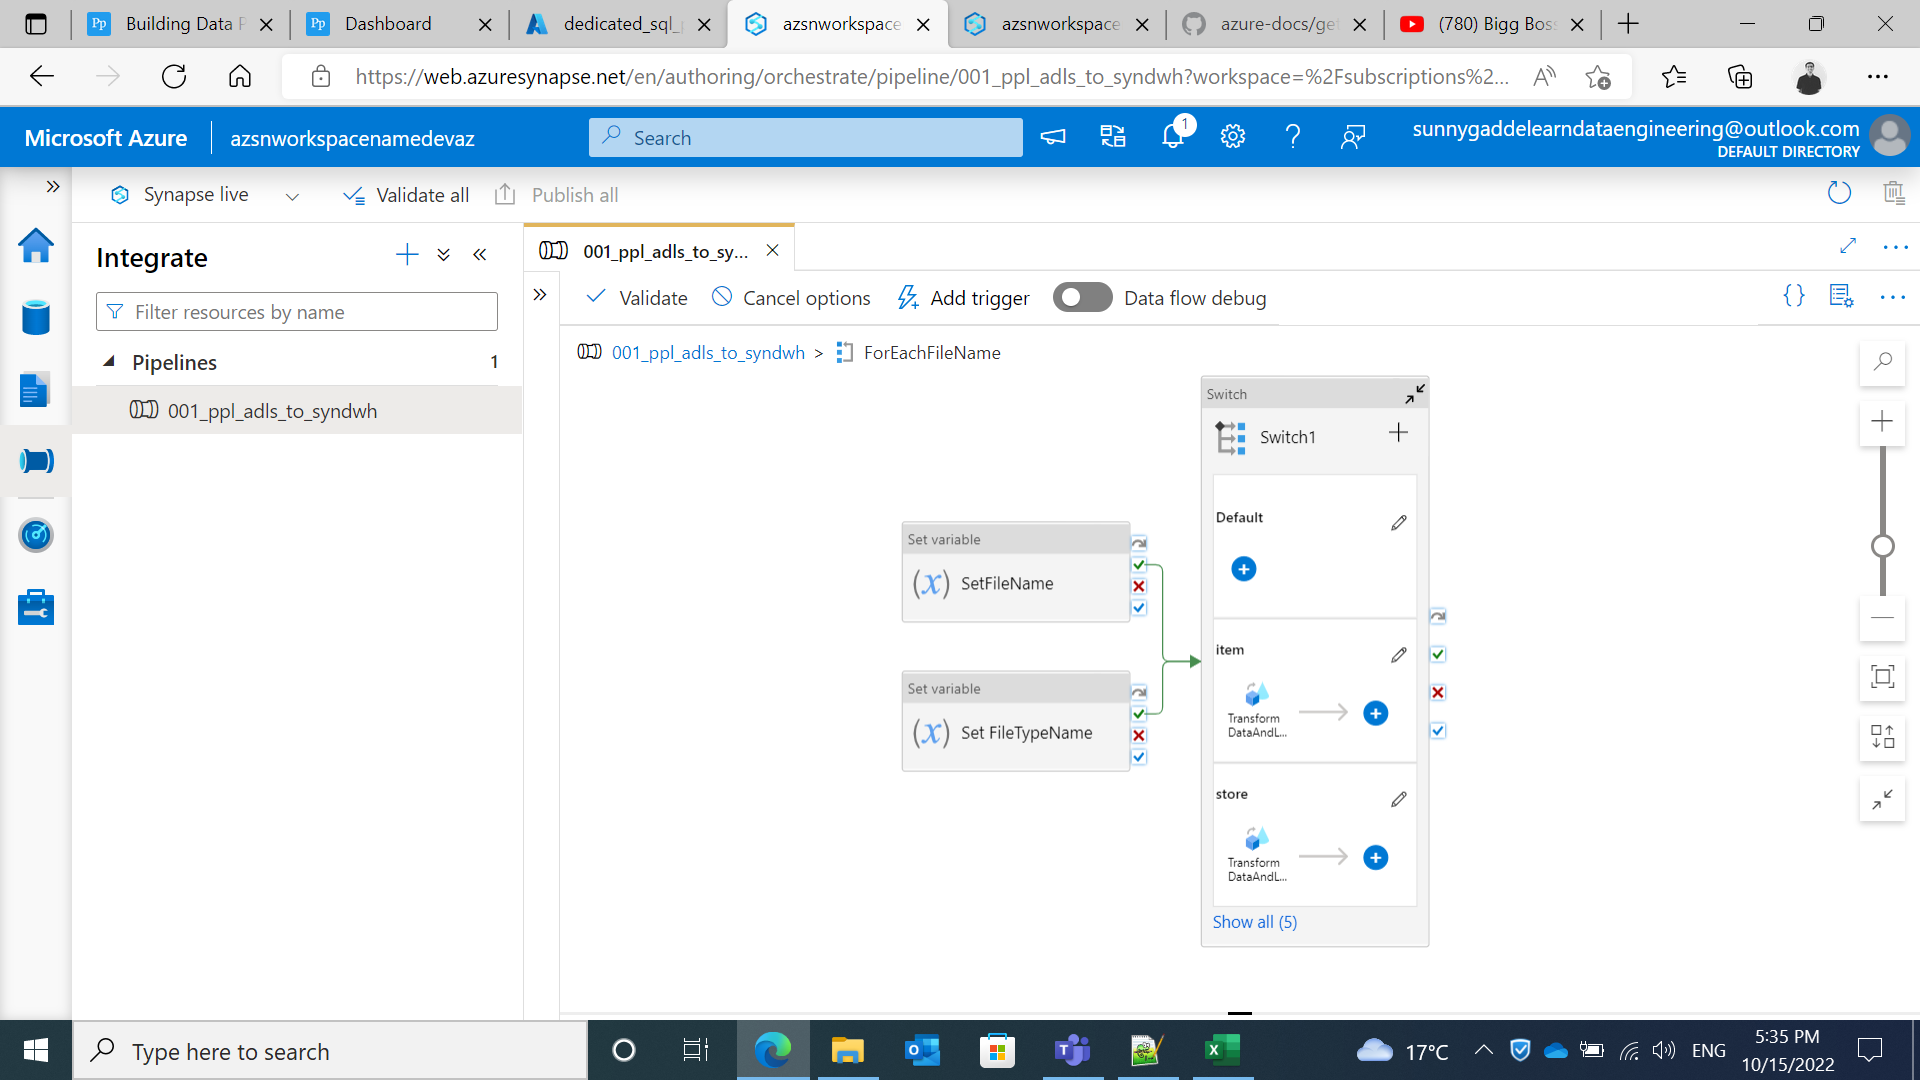 Building Data P
Dashboard
dedicated_sql_p
azsnworkspace
azsnworkspace
azure-docs/get
(780) Bigg Boss
https://web.azuresynapse.net/en/authoring/orchestrate/pipeline/001_ppl_adls_to_syndwh?workspace=%2Fsubscriptions%2...
Microsoft Azure
azsnworkspacenamedevaz
Search
1
sunnygaddelearndataengineering@outlook.com
DEFAULT DIRECTORY
Synapse live
Validate all
Publish all
Integrate
001_ppl_adls_to_sy...
Filter resources by name
Validate
Cancel options
Add trigger
Data flow debug
Pipelines
1
001_ppl_adls_to_syndwh
001_ppl_adls_to_syndwh > ForEachFileName
Set variable
(x) SetFileName
Set variable
(x) Set FileTypeName
Switch
Switch1
Default
item
Transform
DataAndL...
store
Transform
DataAndL...
Show all (5)
Type here to search
17°C
ENG
5:35 PM
10/15/2022